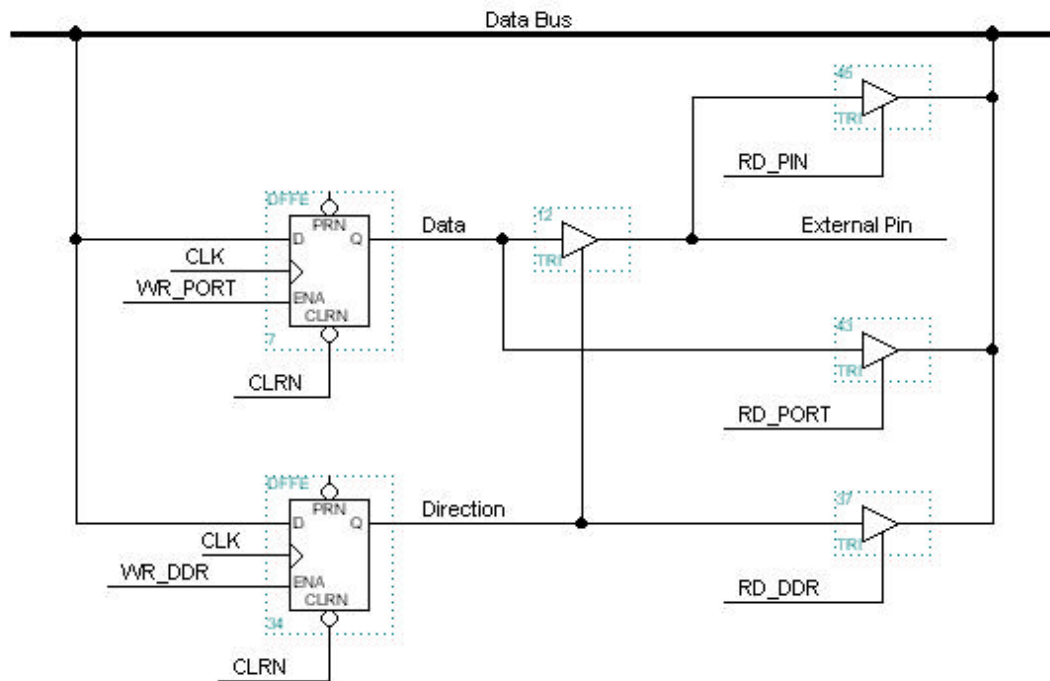 Data Bus
45
TRI
RD_PIN
DFFE
PRN
D Q
CLK
WR_PORT
ENA
CLRN
7
CLRN
Data
12
TRI
External Pin
43
TRI
RD_PORT
DFFE
PRN
D Q
CLK
WR_DDR
ENA
CLRN
34
CLRN
Direction
37
TRI
RD_DDR